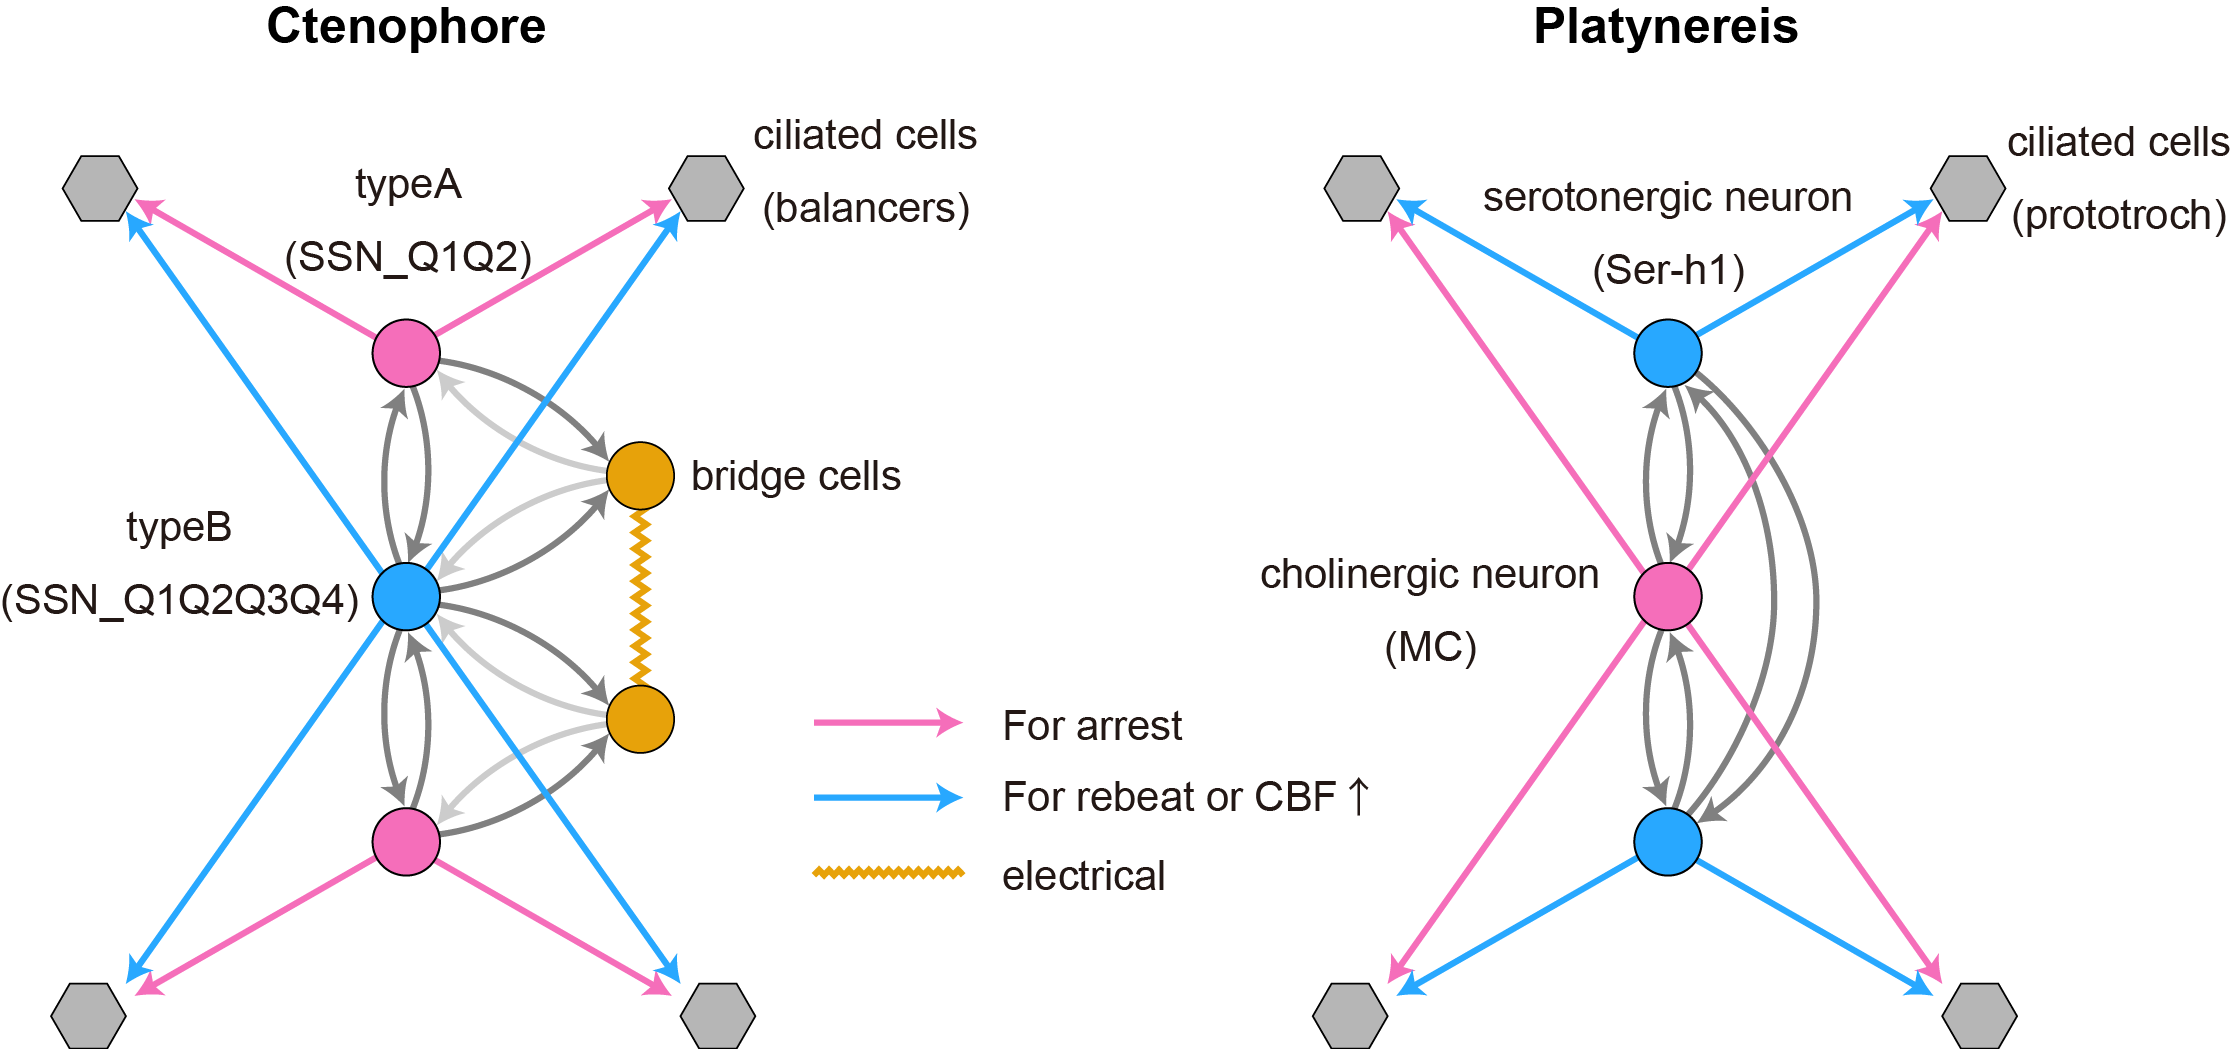 Ctenophore
Platynereis
ciliated cells
(balancers)
typeA
(SSN_Q1Q2)
bridge cells
typeB
(SSN_Q1Q2Q3Q4)
ciliated cells
(prototroch)
serotonergic neuron
(Ser-h1)
cholinergic neuron
(MC)
For arrest
For rebeat or CBF ↑
electrical